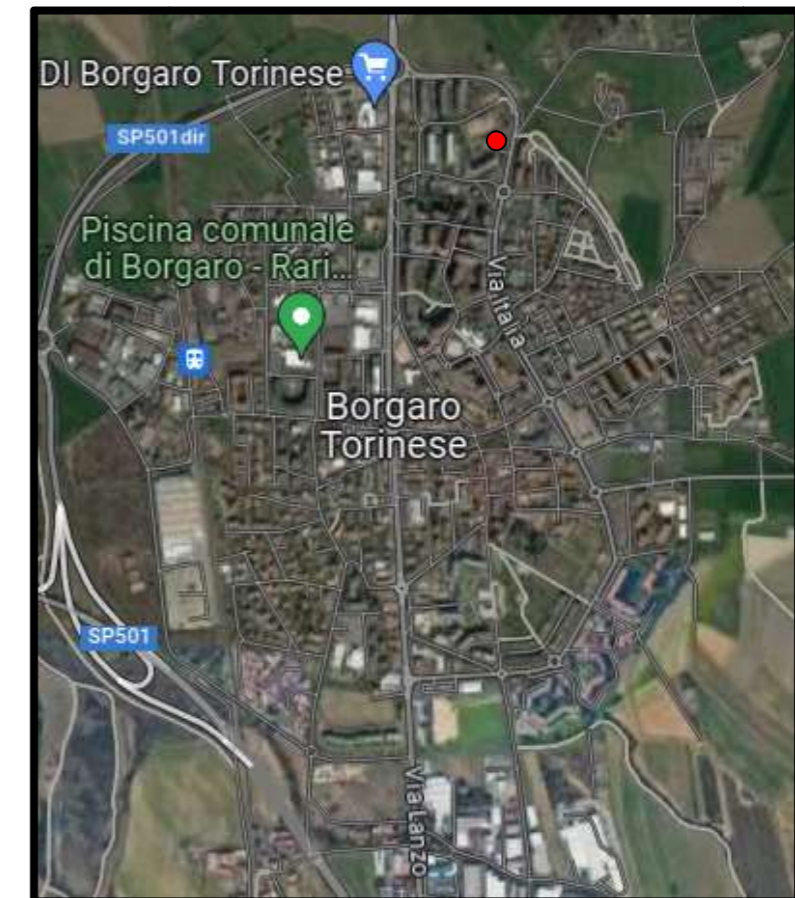 DI Borgaro Torinese
SP501dir
Piscina comunale
di Borgaro - Rari...
Via Italia
Borgaro
Torinese
SP501
Via Lanzo